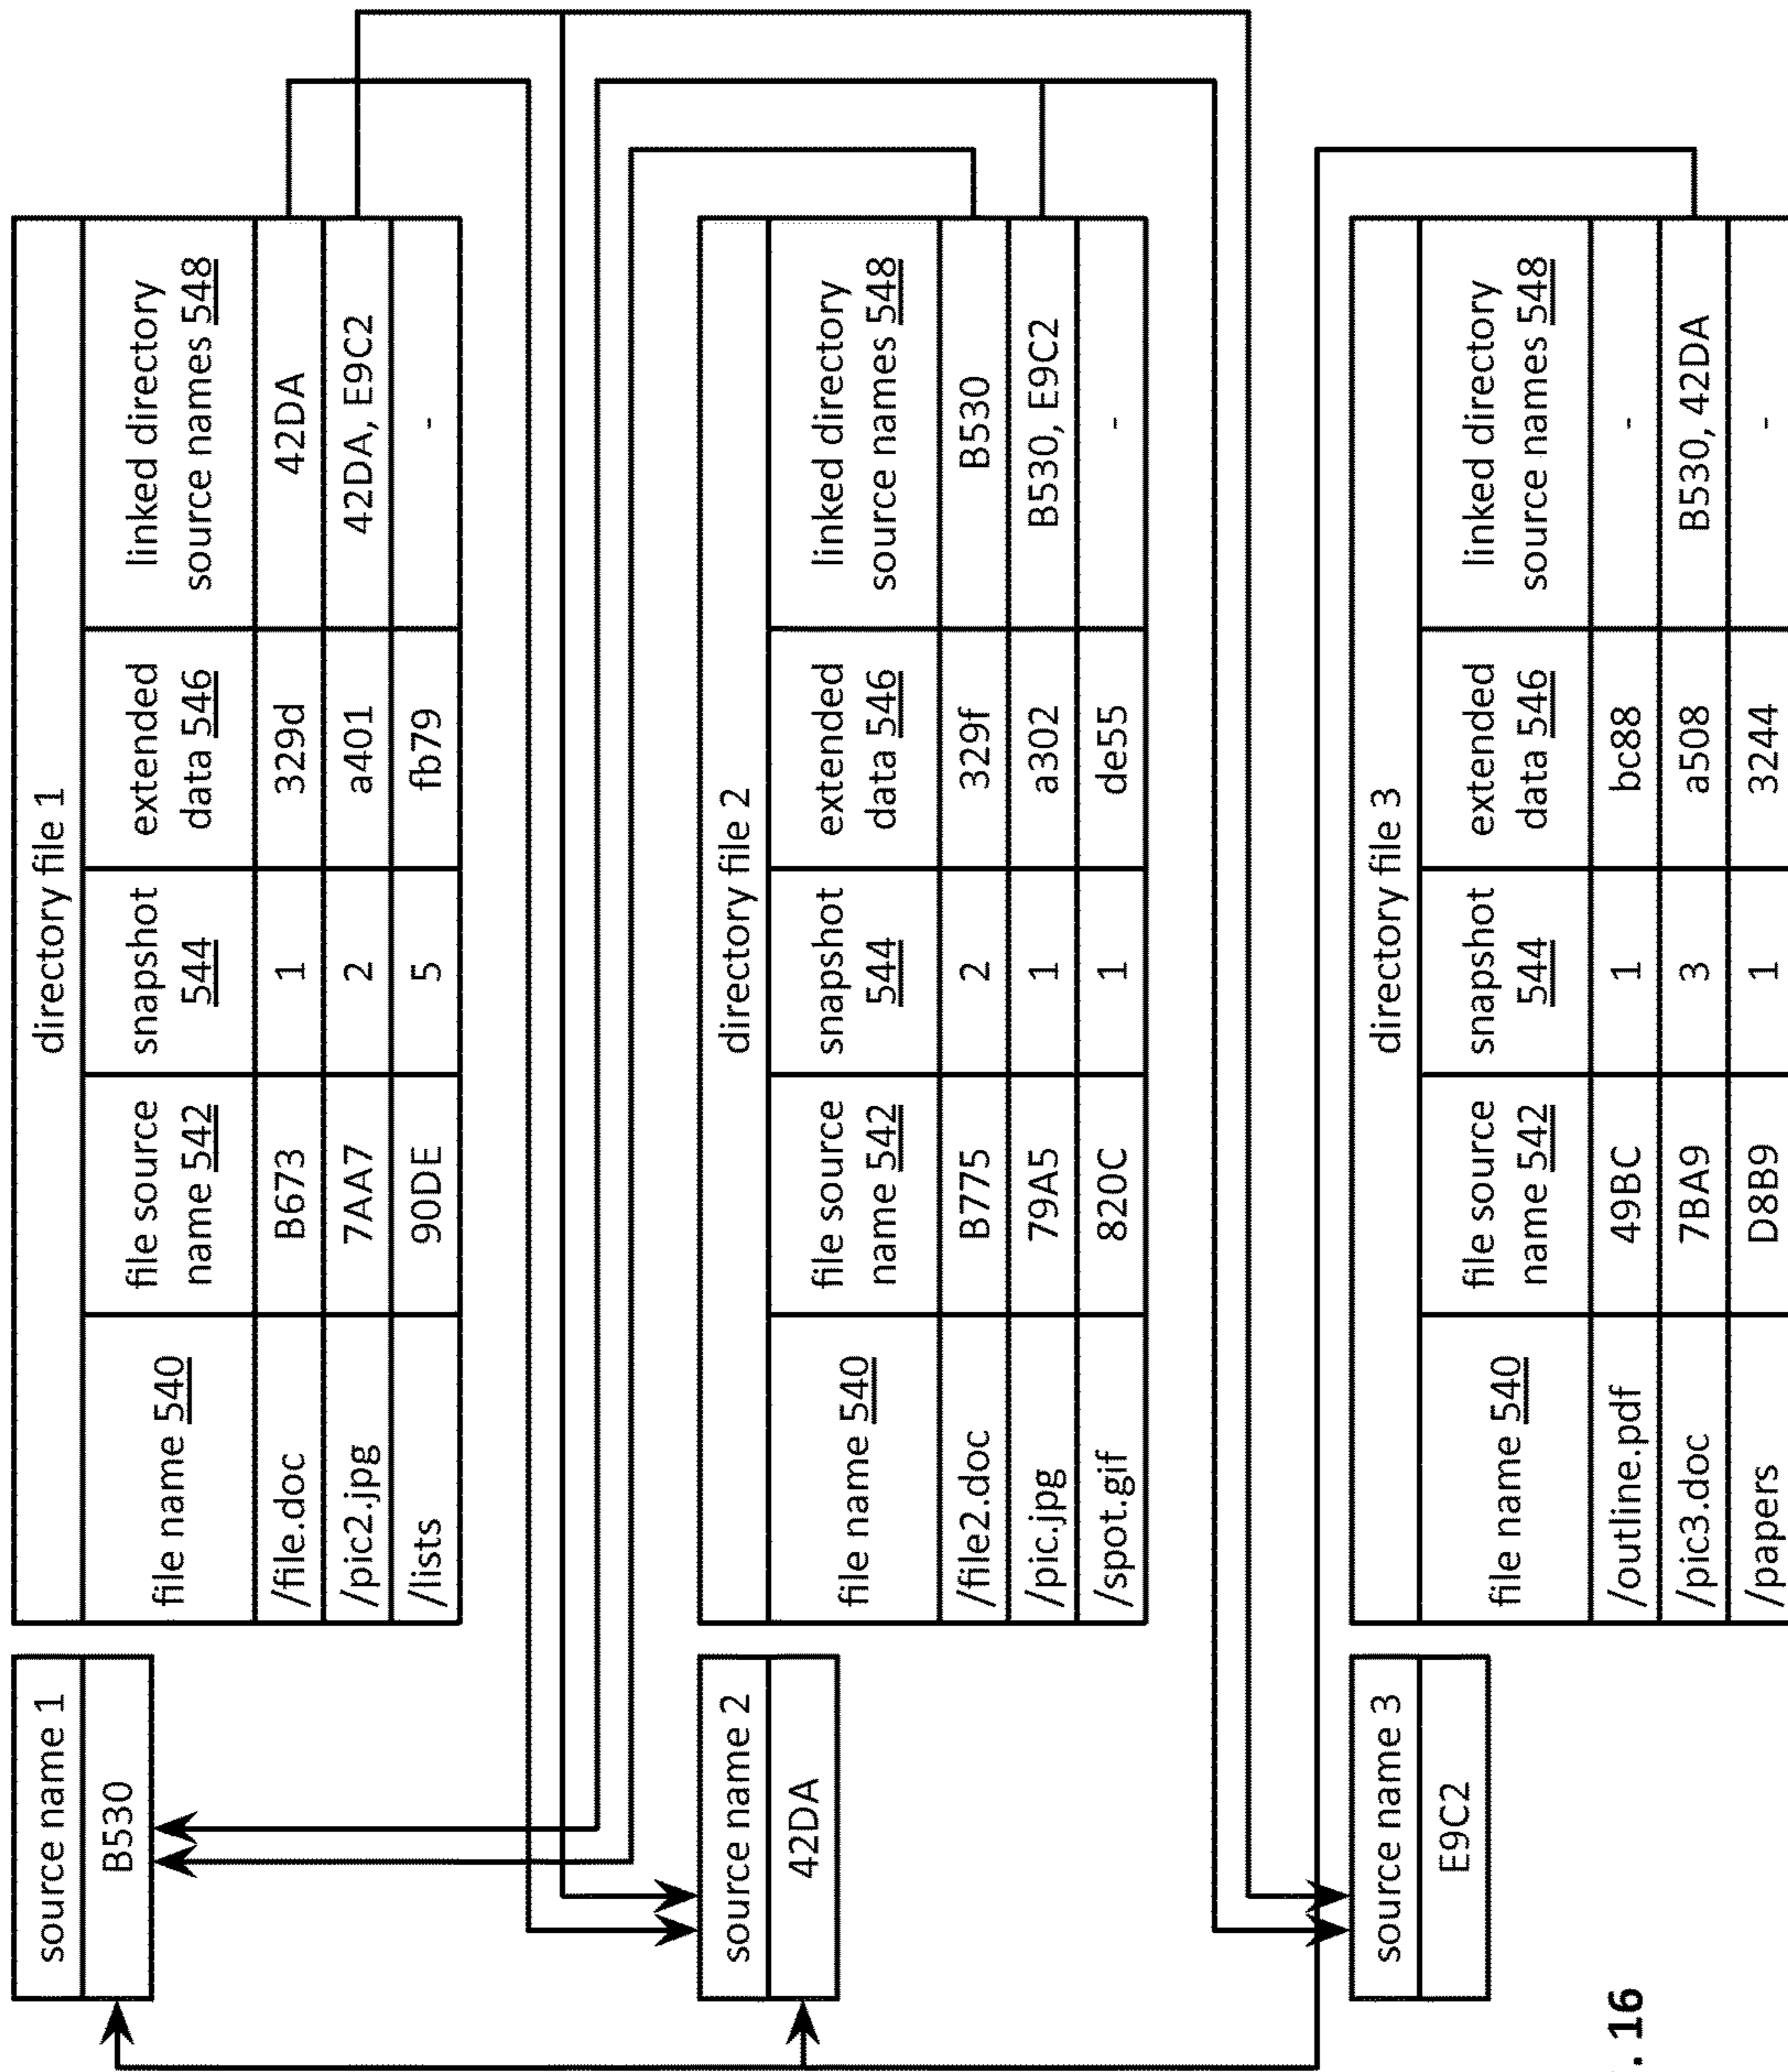 source name 1
B530
directory file 1
file name 540
file source name 542
snapshot 544
extended data 546
linked directory source names 548
/file.doc B673 1 329d 42DA
/pic2.jpg 7AA7 2 a401 42DA, E9C2
/lists 90DE 5 fb79 -
source name 2
42DA
directory file 2
file name 540
file source name 542
snapshot 544
extended data 546
linked directory source names 548
/file2.doc B775 2 329f B530
/pic.jpg 79A5 1 a302 B530, E9C2
/spot.gif 820C 1 de55 -
source name 3
E9C2
directory file 3
file name 540
file source name 542
snapshot 544
extended data 546
linked directory source names 548
/outline.pdf 49BC 1 bc88 -
/pic3.doc 7BA9 3 a508 B530, 42DA
/papers D8B9 1 3244 -
. 16